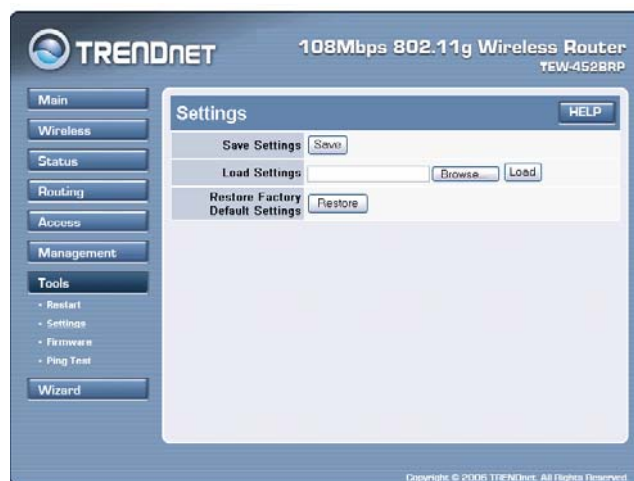 TRENDNET
108Mbps 802.11g Wireless Router
TEW-452BRP
Main
Wireless
Status
Routing
Access
Management
Tools
• Restart
• Settings
• Firmware
• Ping Test
Wizard
Settings
HELP
Save Settings Save
Load Settings Browse... Load
Restore Factory
Default Settings Restore
Copyright © 2006 TRENDnet. All Rights Reserved